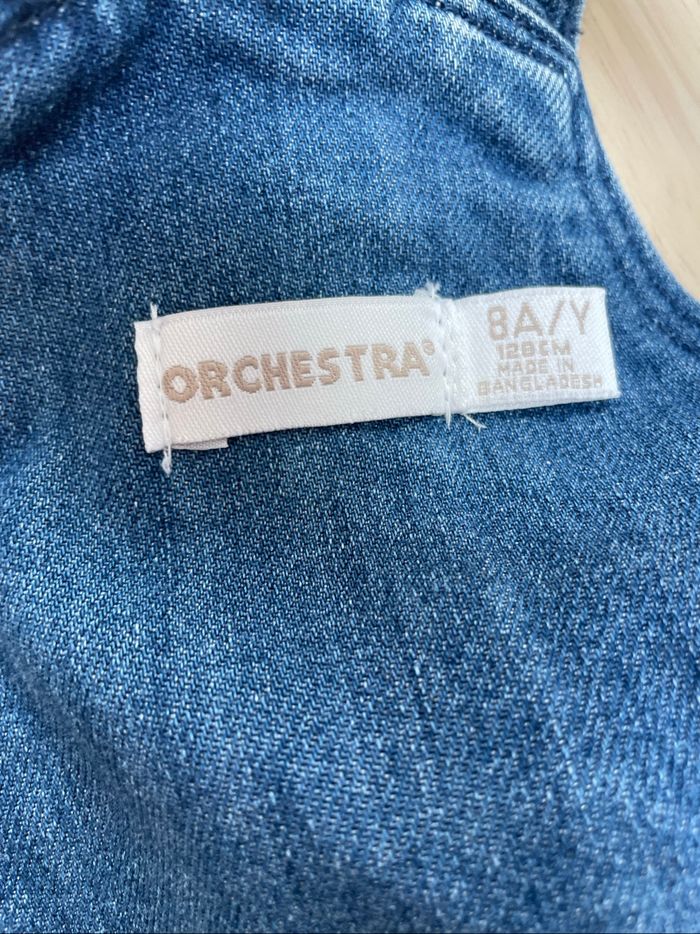 ORCHESTRA®
8A/Y
128CM
MADE IN
BANGLADESH